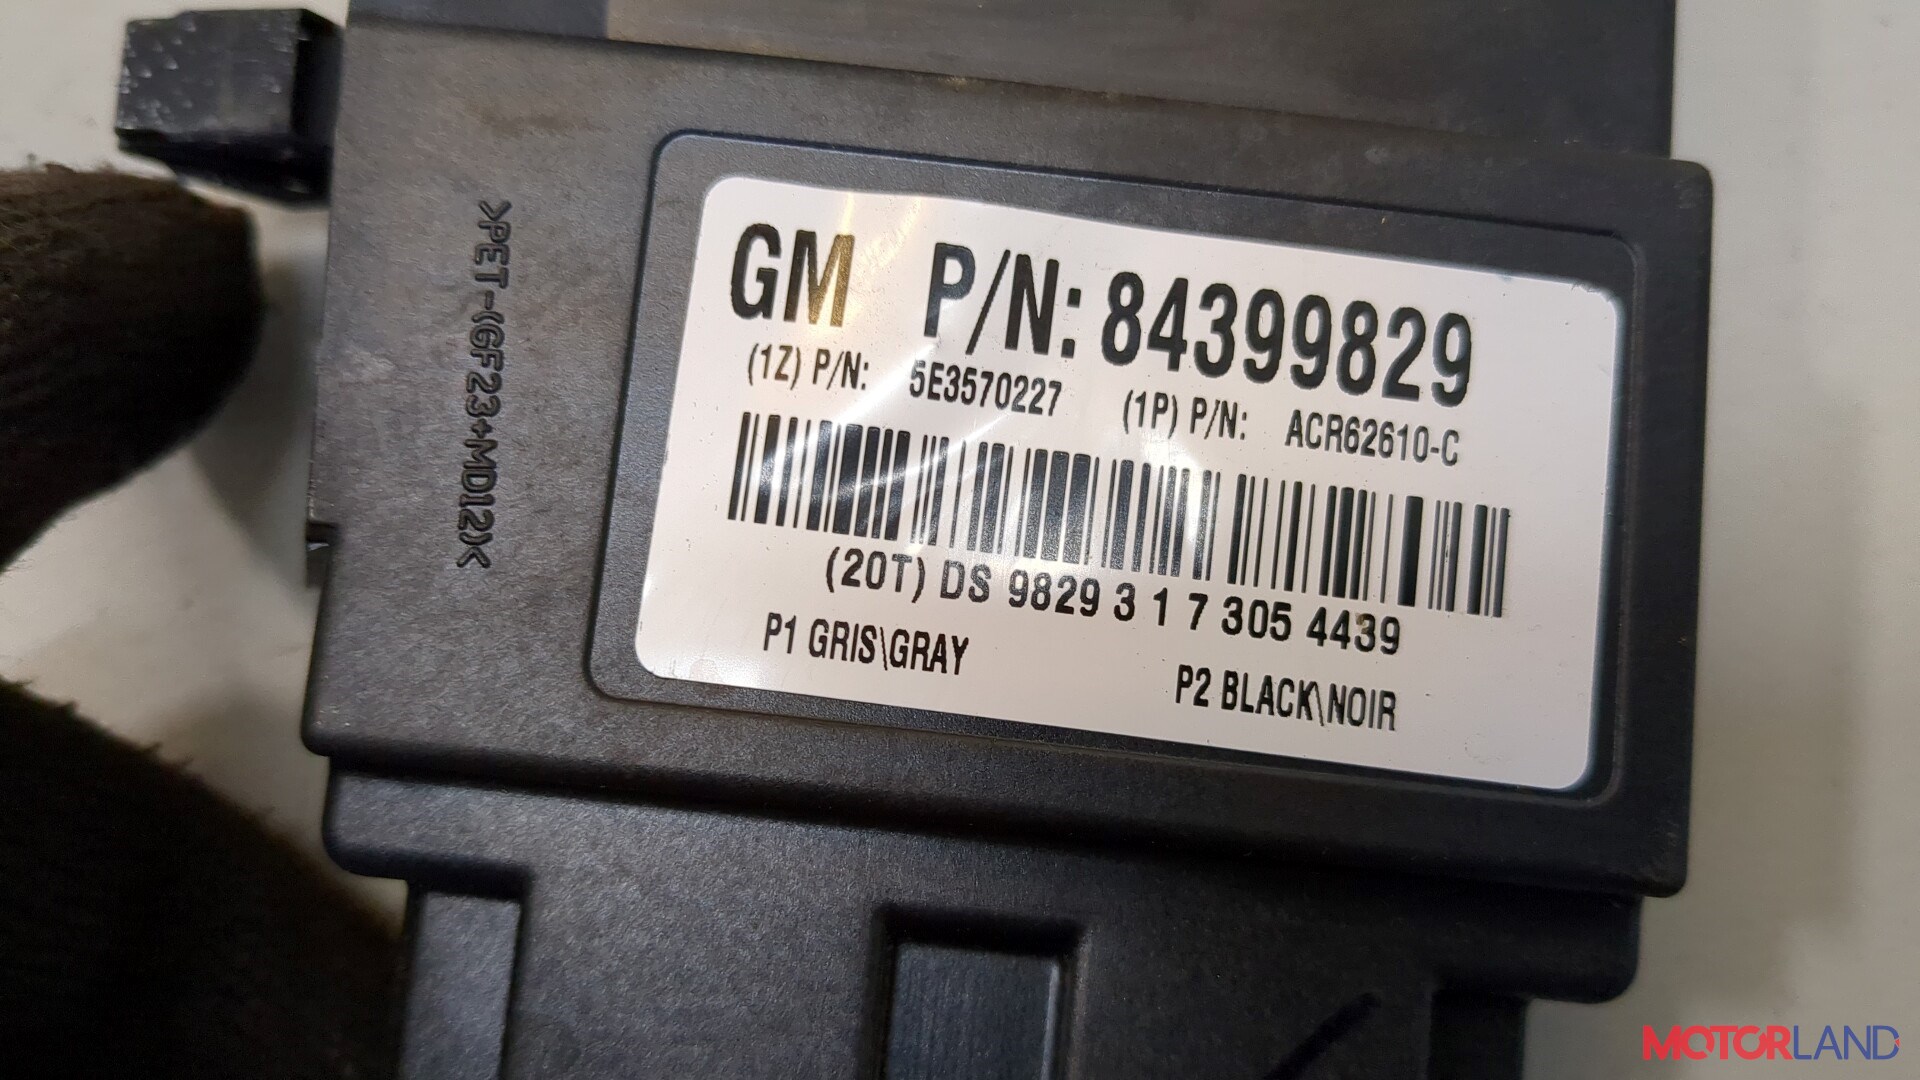 GM P/N: 84399829
(1Z) P/N: 5E3570227 (1P) P/N: ACR62610-C
(20T) DS 9829 3 1 7 305 4439
P1 GRIS\GRAY P2 BLACK\NOIR
>PET-(GF23+MD12)<
MOTORLAND